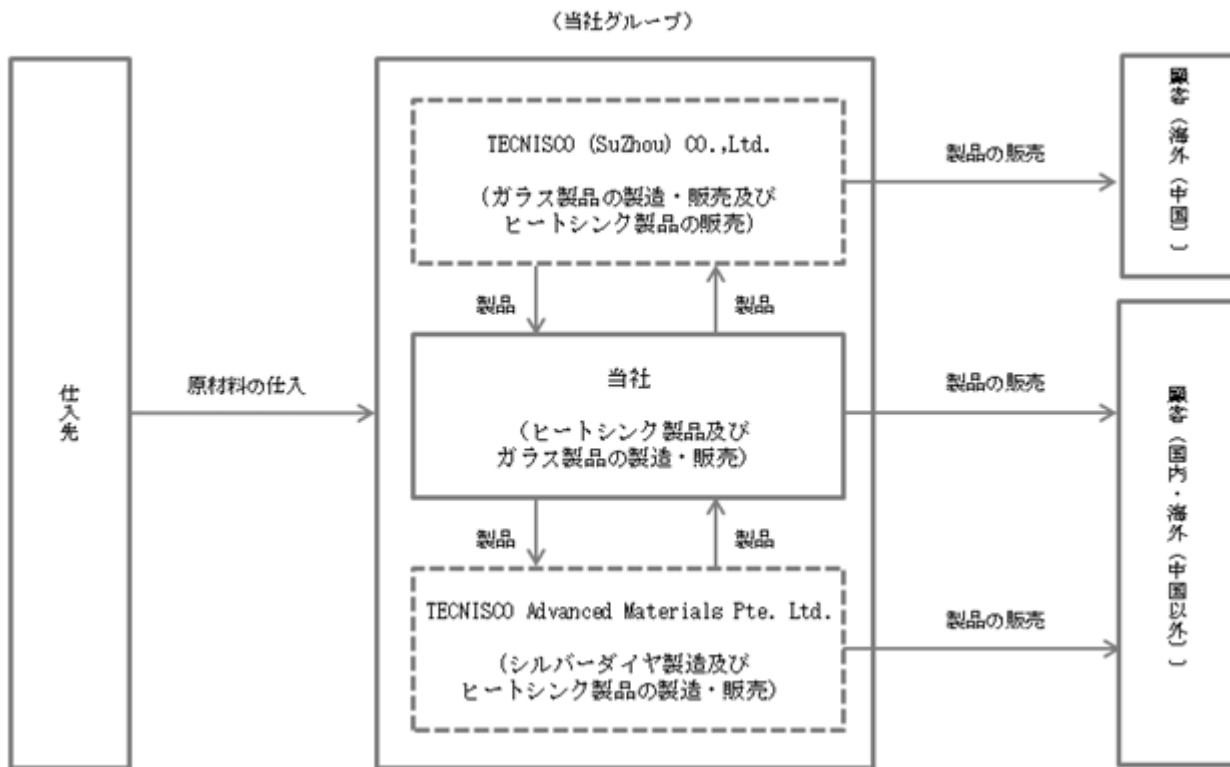 （当社グループ）
仕入先
原材料の仕入
TECNISCO (SuZhou) CO.,Ltd.
(ガラス製品の製造・販売及び
ヒートシンク製品の販売)
製品
製品
当社
（ヒートシンク製品及び
ガラス製品の製造・販売）
製品
製品
TECNISCO Advanced Materials Pte. Ltd.
（シルバーダイヤ製造及び
ヒートシンク製品の製造・販売）
製品の販売
製品の販売
製品の販売
顧客（海外（中国））
顧客（国内・海外（中国以外））